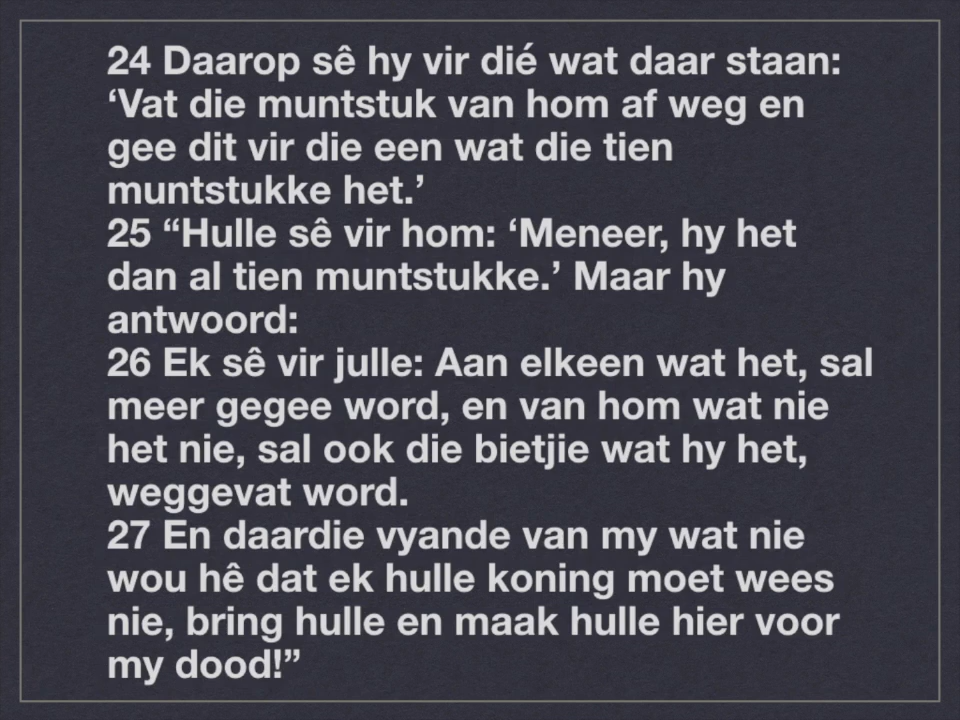 24 Daarop sê hy vir dié wat daar staan:
‘Vat die muntstuk van hom af weg en
gee dit vir die een wat die tien
muntstukke het.’
25 “Hulle sê vir hom: ‘Meneer, hy het
dan al tien muntstukke.’ Maar hy
antwoord:
26 Ek sê vir julle: Aan elkeen wat het, sal
meer gegee word, en van hom wat nie
het nie, sal ook die bietjie wat hy het,
weggevat word.
27 En daardie vyande van my wat nie
wou hê dat ek hulle koning moet wees
nie, bring hulle en maak hulle hier voor
my dood!”